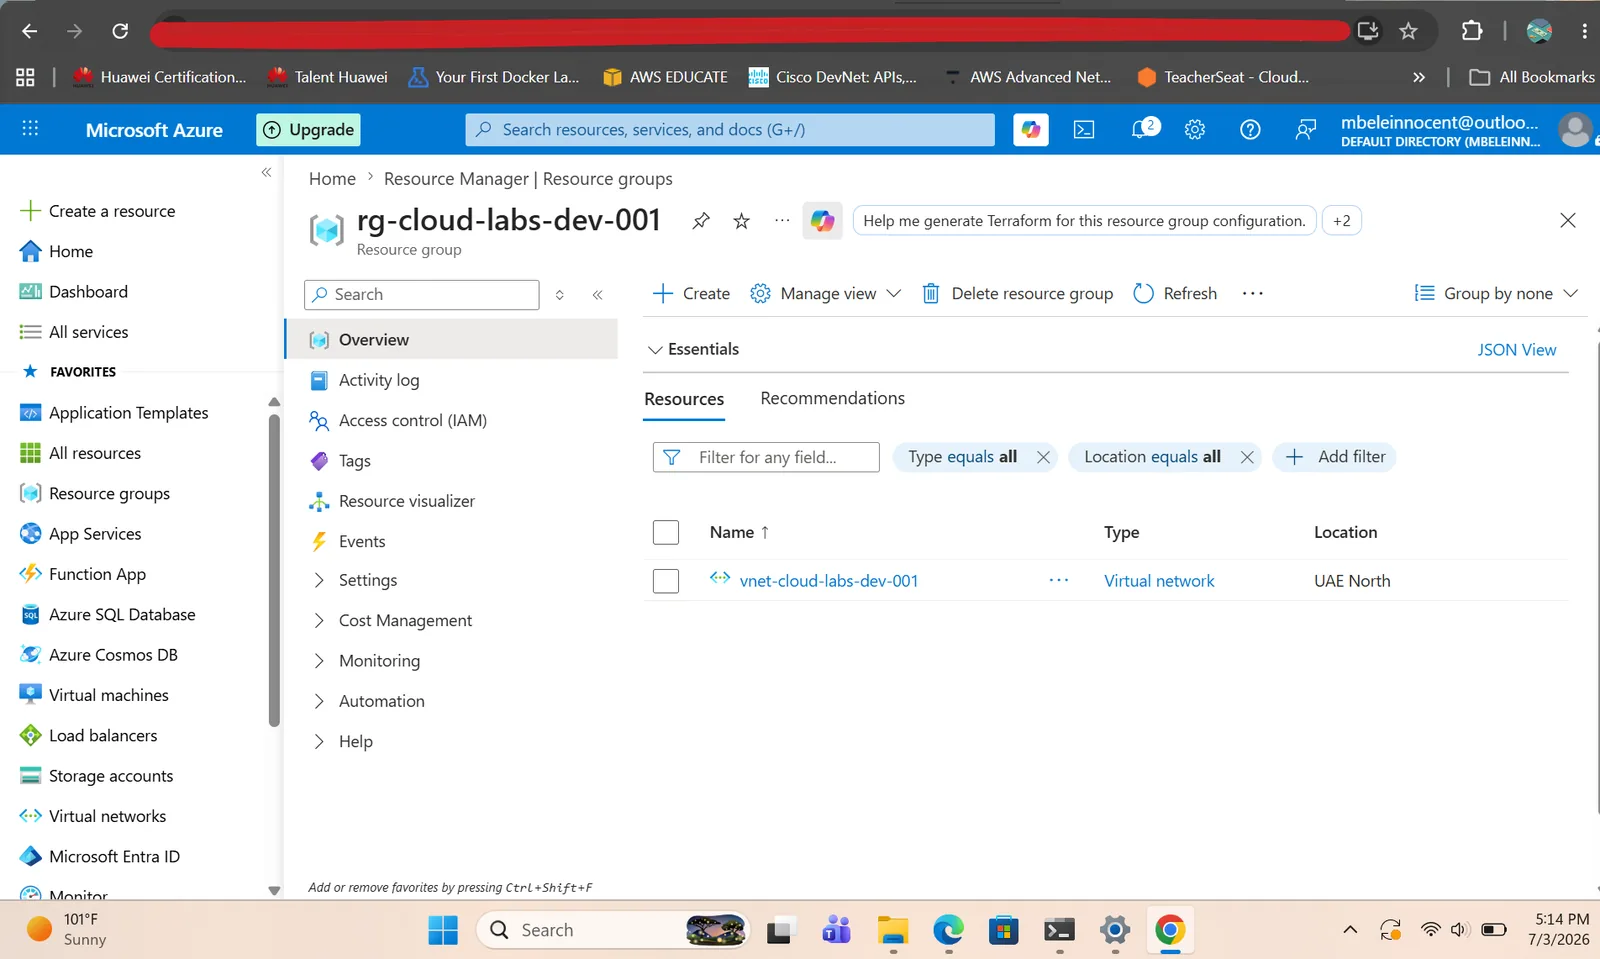 Huawei Certification... Talent Huawei Your First Docker La... AWS EDUCATE Cisco DevNet: APIs,... AWS Advanced Net... TeacherSeat - Cloud... » All Bookmarks
Microsoft Azure Upgrade Search resources, services, and docs (G+/) 2 mbeleinnocent@outloo...
DEFAULT DIRECTORY (MBELEINN...
Create a resource
Home
Dashboard
All services
FAVORITES
Application Templates
All resources
Resource groups
App Services
Function App
Azure SQL Database
Azure Cosmos DB
Virtual machines
Load balancers
Storage accounts
Virtual networks
Microsoft Entra ID
Monitor
Home > Resource Manager | Resource groups
rg-cloud-labs-dev-001 ... Help me generate Terraform for this resource group configuration. +2
Resource group
Search
Overview
Activity log
Access control (IAM)
Tags
Resource visualizer
Events
Settings
Cost Management
Monitoring
Automation
Help
Add or remove favorites by pressing Ctrl+Shift+F
Create Manage view Delete resource group Refresh ... Group by none
Essentials JSON View
Resources Recommendations
Filter for any field... Type equals all Location equals all Add filter
Name ↑ Type Location
vnet-cloud-labs-dev-001 ... Virtual network UAE North
101°F
Sunny
Search
5:14 PM
7/3/2026